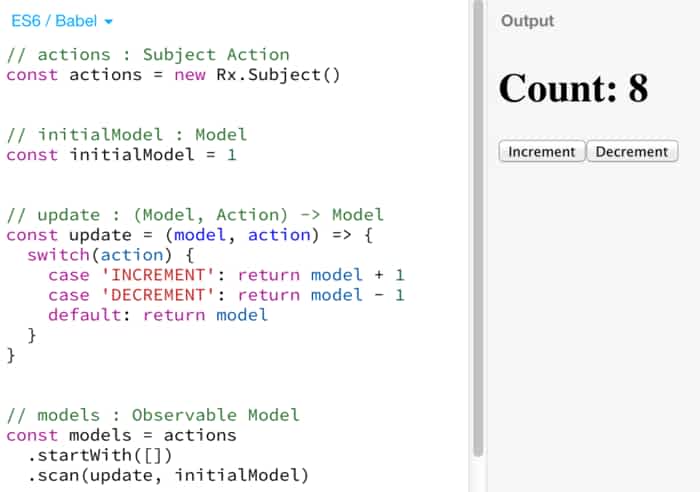 ES6 / Babel
// actions : Subject Action
const actions = new Rx.Subject()
// initialModel : Model
const initialModel = 1
// update : (Model, Action) -> Model
const update = (model, action) => {
  switch(action) {
    case 'INCREMENT': return model + 1
    case 'DECREMENT': return model - 1
    default: return model
  }
}
// models : Observable Model
const models = actions
  .startWith([])
  .scan(update, initialModel)
Output
Count: 8
Increment Decrement